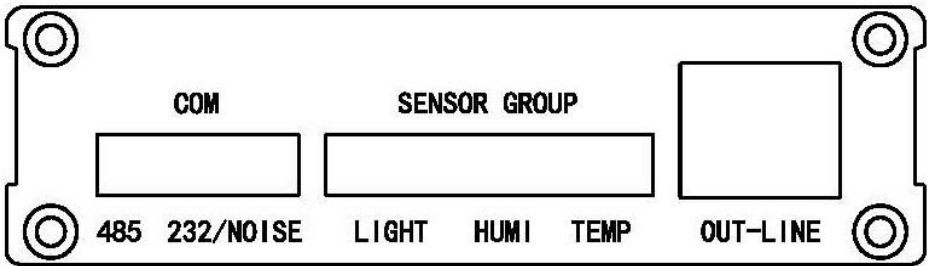 COM SENSOR GROUP
485 232/NOISE LIGHT HUMI TEMP OUT-LINE